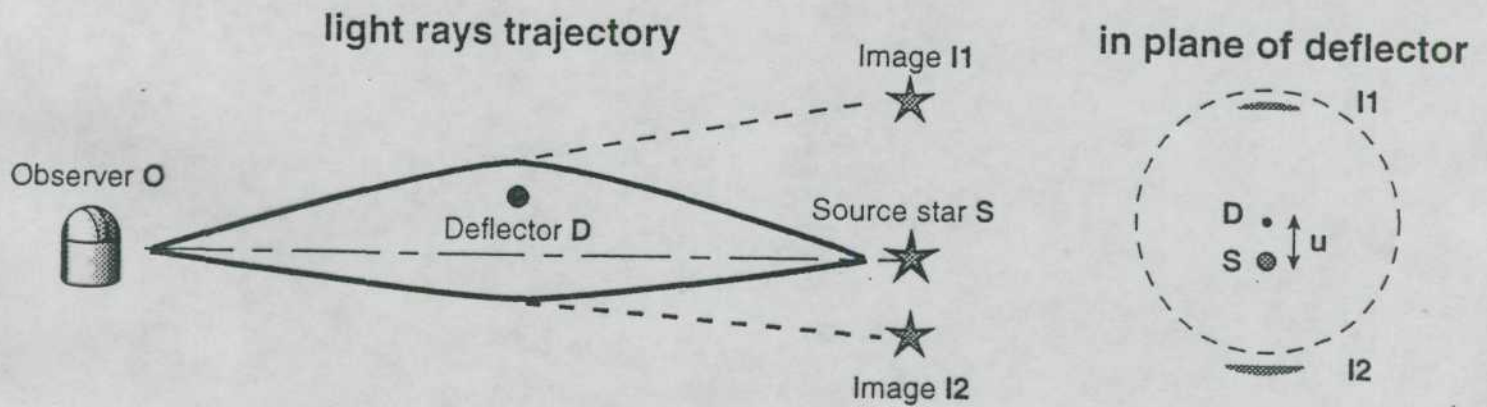 light rays trajectory
in plane of deflector
Image I1
I1
Observer O
Deflector D
Source star S
D
u
S
Image I2
I2